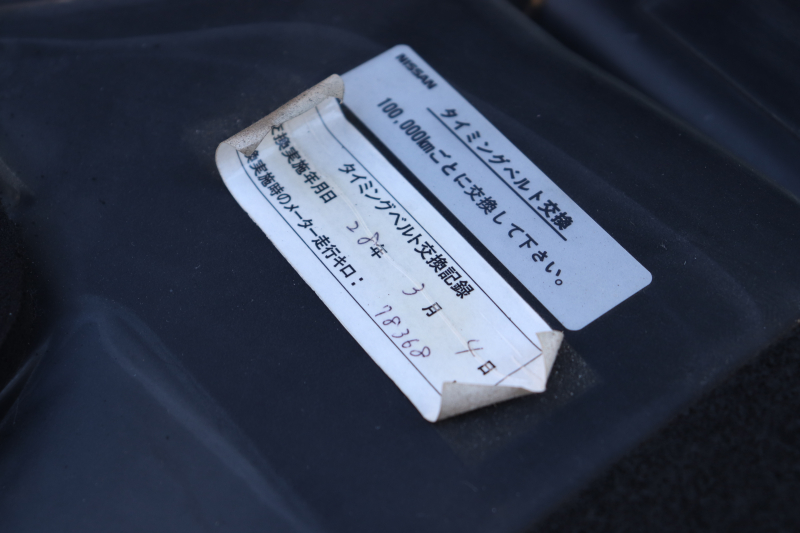 NISSAN
タイミングベルト交換
100,000kmごとに交換して下さい。
タイミングベルト交換記録
換実施年月日 28年 3月 4日
換実施時のメーター走行キロ: 78368